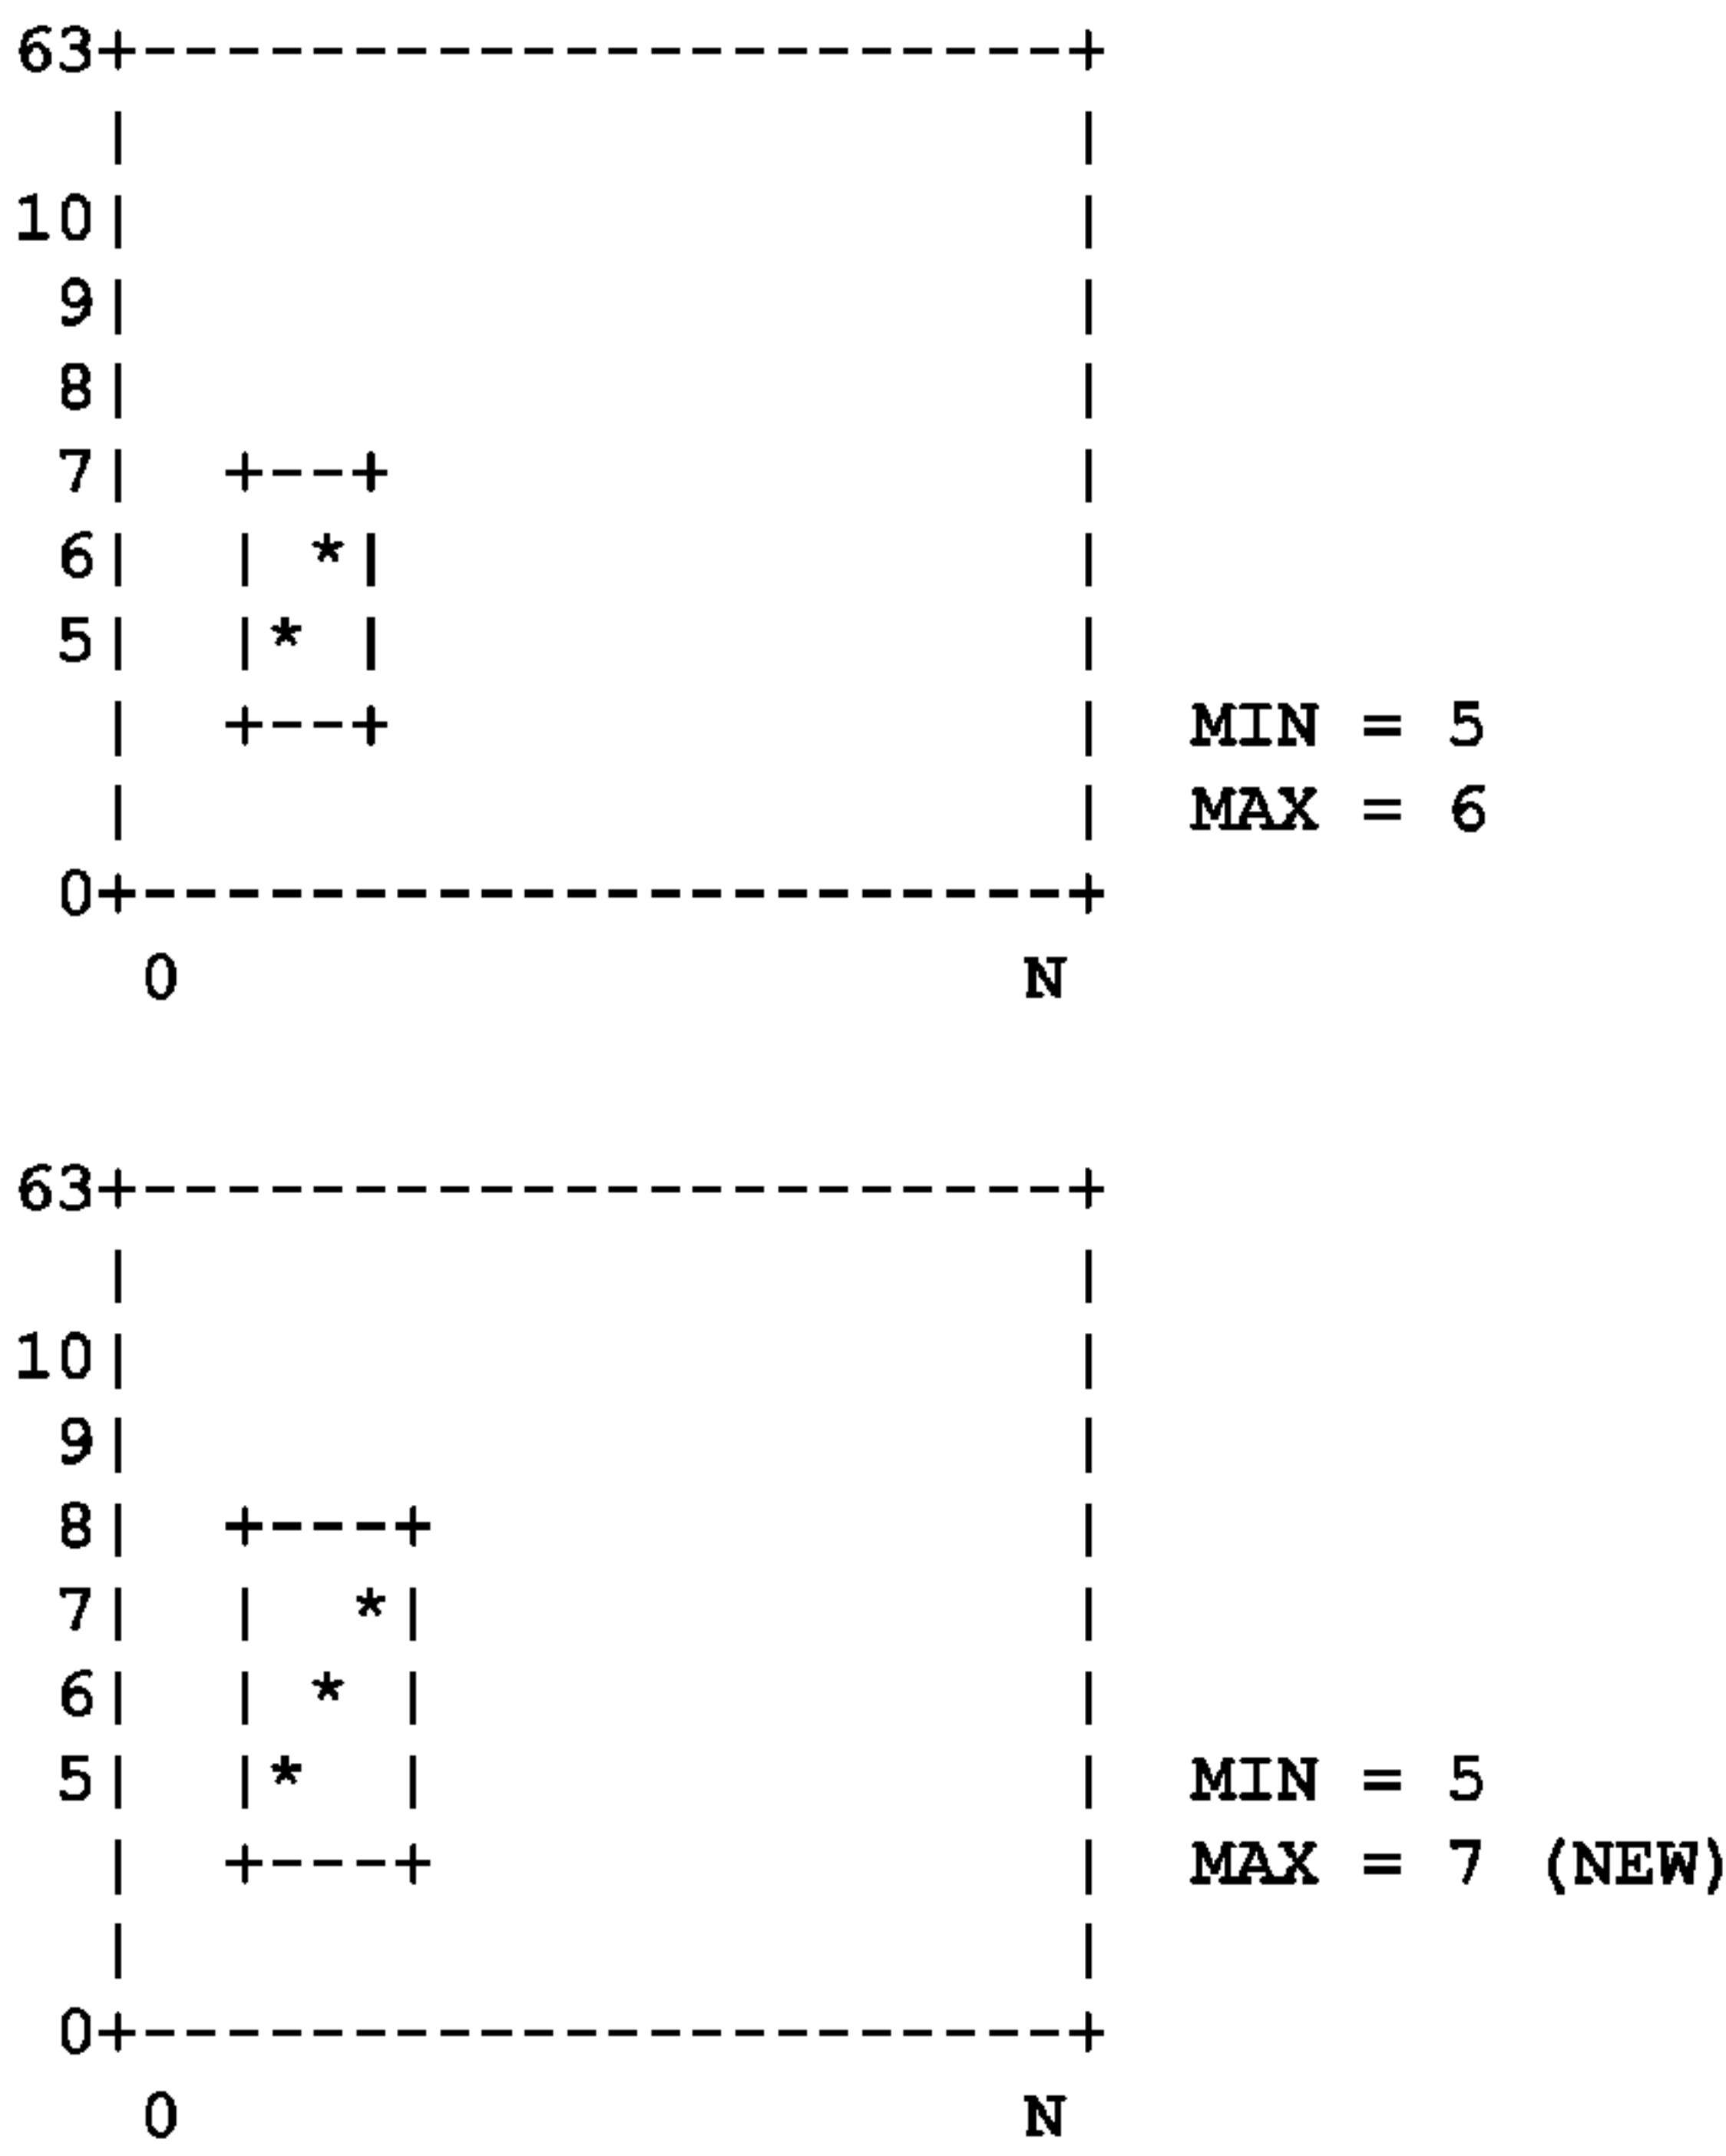 63+----------------------+
  |                      |
10|                      |
 9|                      |
 8|                      |
 7|  +--+                |
 6|  | *|                |
 5|  |* |                |
  |  +--+                |  MIN = 5
  |                      |  MAX = 6
 0+----------------------+
   0                    N
63+----------------------+
  |                      |
10|                      |
 9|                      |
 8|  +---+               |
 7|  |  *|               |
 6|  | * |               |
 5|  |*  |               |  MIN = 5
  |  +---+               |  MAX = 7 (NEW)
  |                      |
 0+----------------------+
   0                    N